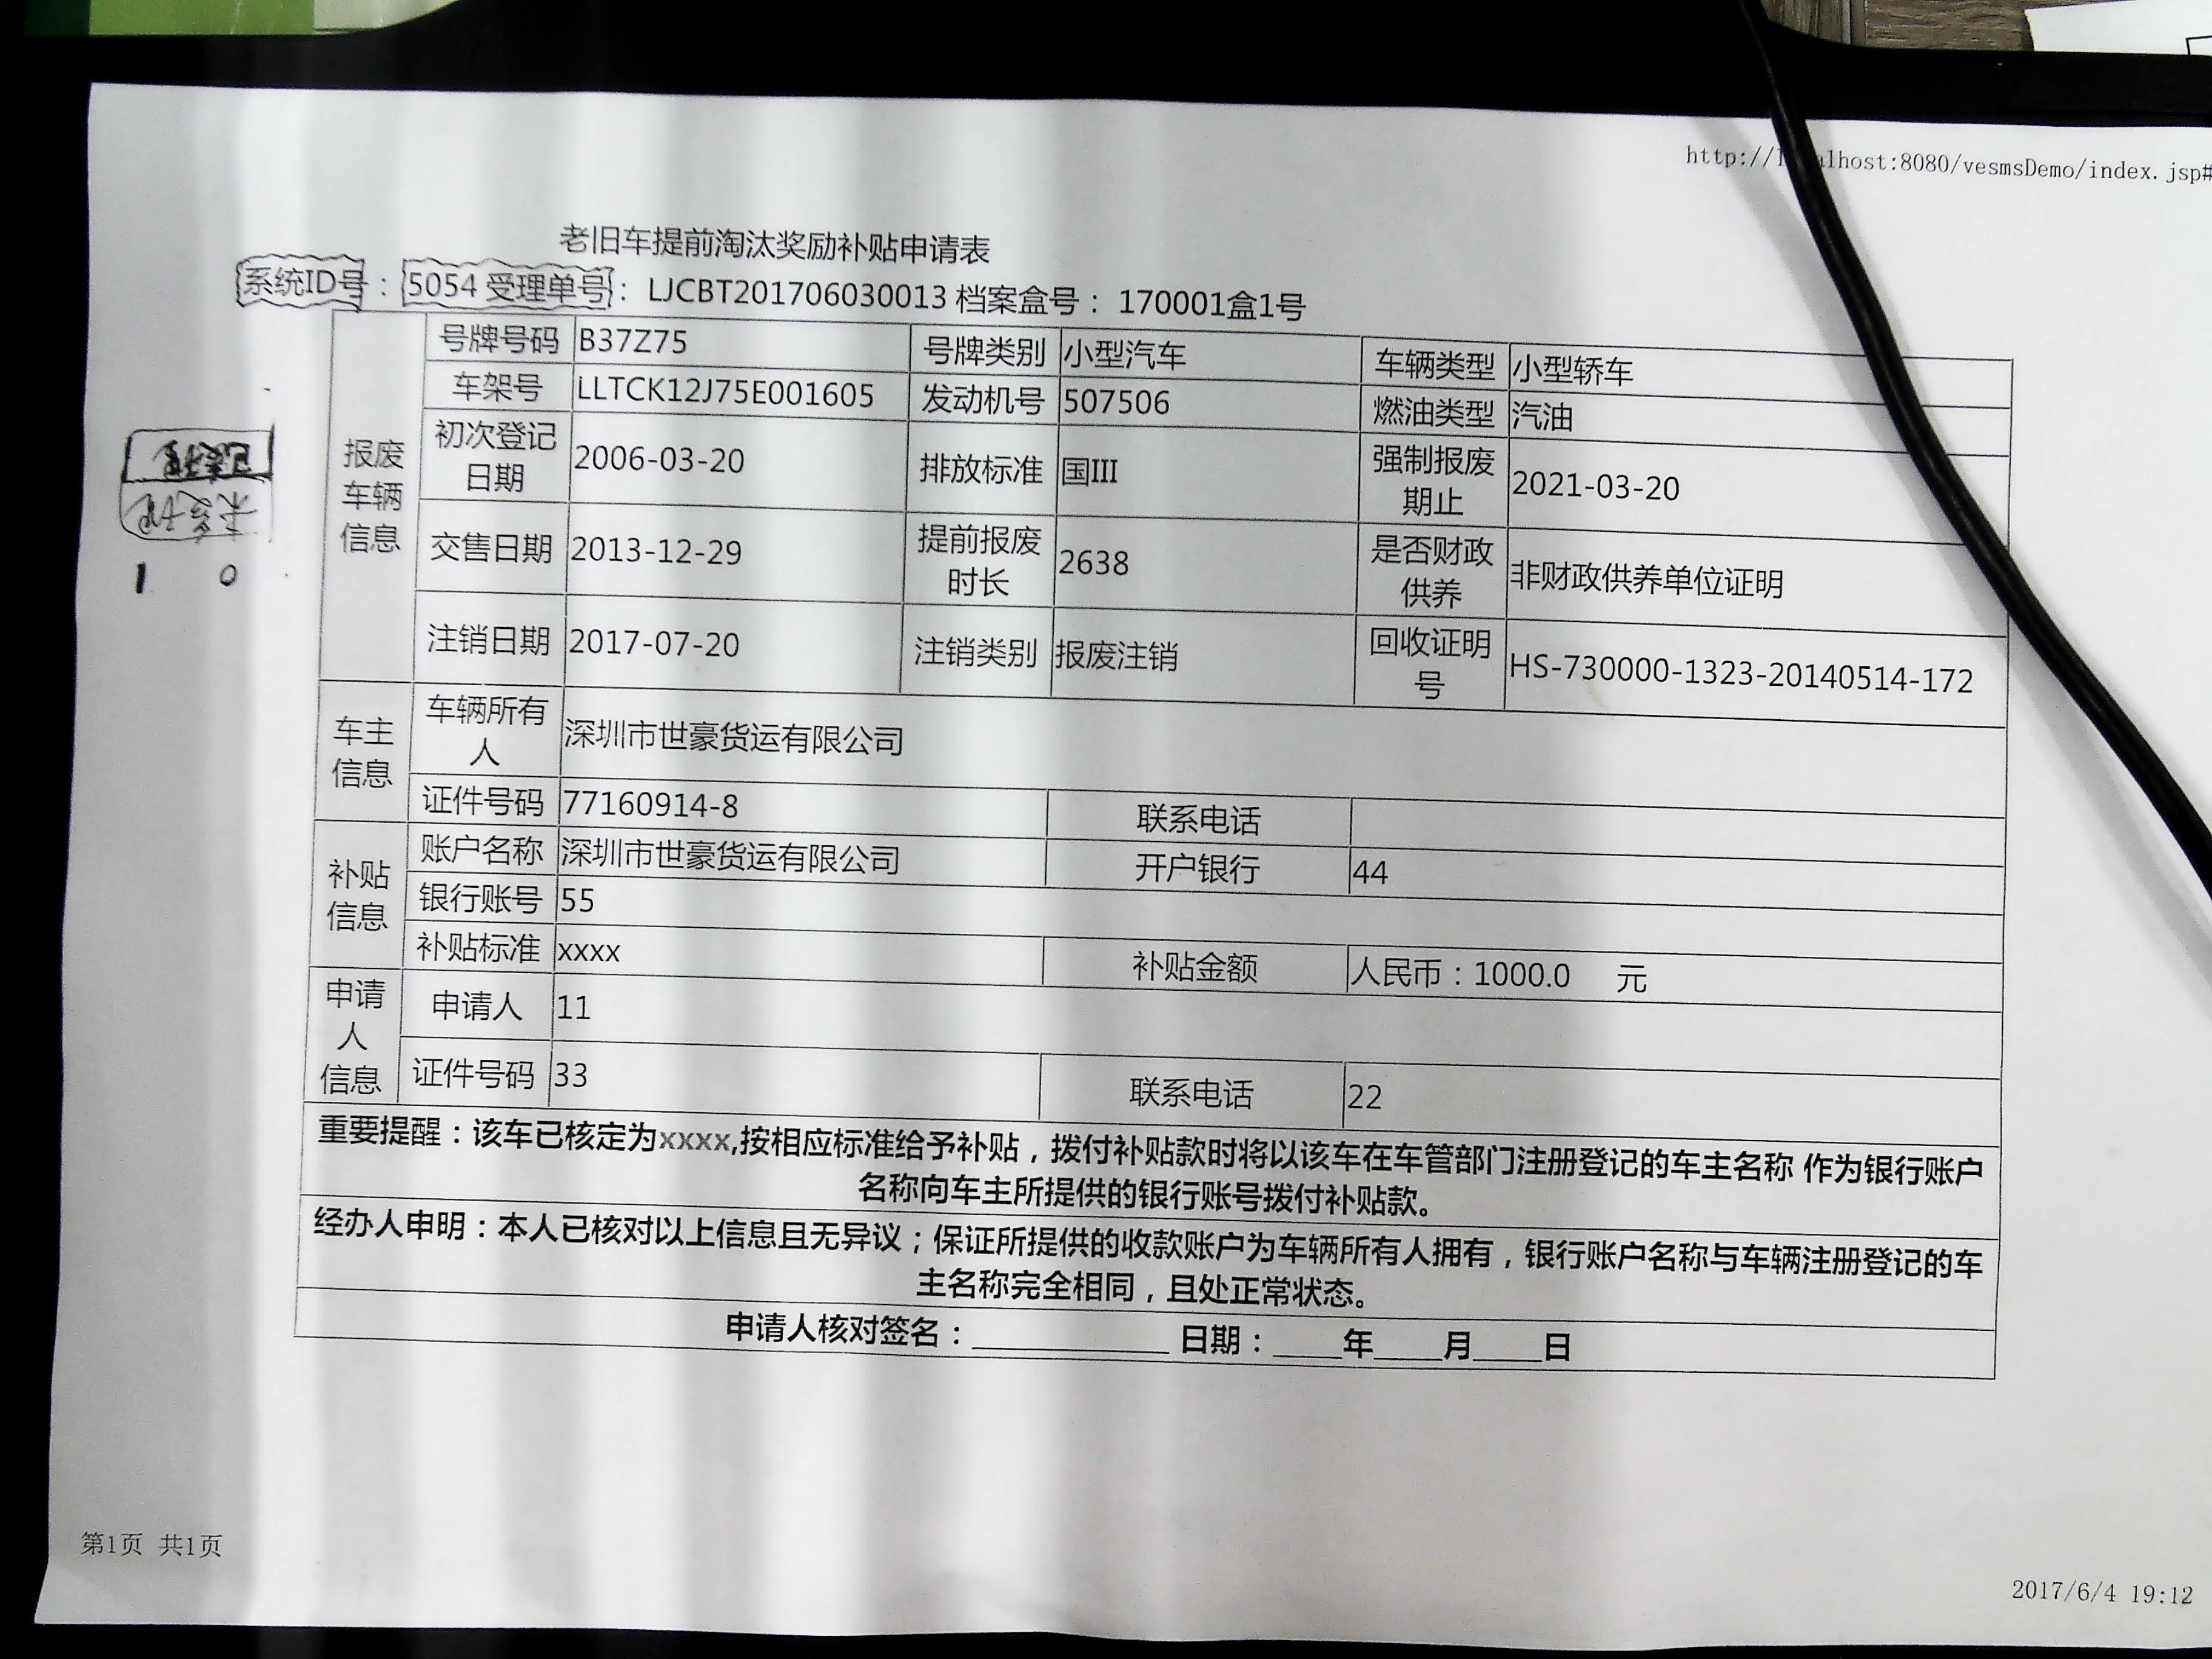 http://localhost:8080/vesmsDemo/index.jsp#
老旧车提前淘汰奖励补贴申请表
系统ID号：5054 受理单号：LJCBT201706030013 档案盒号：170001盒1号
报废车辆信息
号牌号码 B37Z75 号牌类别 小型汽车 车辆类型 小型轿车
车架号 LLTCK12J75E001605 发动机号 507506 燃油类型 汽油
初次登记日期 2006-03-20 排放标准 国III 强制报废期止 2021-03-20
交售日期 2013-12-29 提前报废时长 2638 是否财政供养 非财政供养单位证明
注销日期 2017-07-20 注销类别 报废注销 回收证明号 HS-730000-1323-20140514-172
车主信息
车辆所有人 深圳市世豪货运有限公司
证件号码 77160914-8 联系电话
补贴信息
账户名称 深圳市世豪货运有限公司 开户银行 44
银行账号 55
补贴标准 xxxx 补贴金额 人民币：1000.0 元
申请人信息
申请人 11
证件号码 33 联系电话 22
重要提醒：该车已核定为xxxx,按相应标准给予补贴，拨付补贴款时将以该车在车管部门注册登记的车主名称 作为银行账户
名称向车主所提供的银行账号拨付补贴款。
经办人申明：本人已核对以上信息且无异议；保证所提供的收款账户为车辆所有人拥有，银行账户名称与车辆注册登记的车
主名称完全相同，且处正常状态。
申请人核对签名：__________ 日期：____年____月____日
1 0
第1页 共1页
2017/6/4 19:12